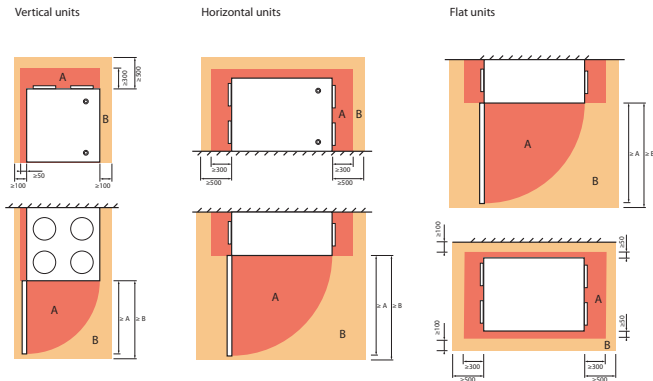 Vertical units
Horizontal units
Flat units
A
≥300
≥500
B
≥50
≥100
≥100
A
B
≥ A
≥ B
A
B
≥300
≥500
≥300
≥500
A
B
≥ A
≥ B
A
B
≥ A
≥ B
≥100
≥50
A
≥100
≥50
B
≥300
≥500
≥300
≥500